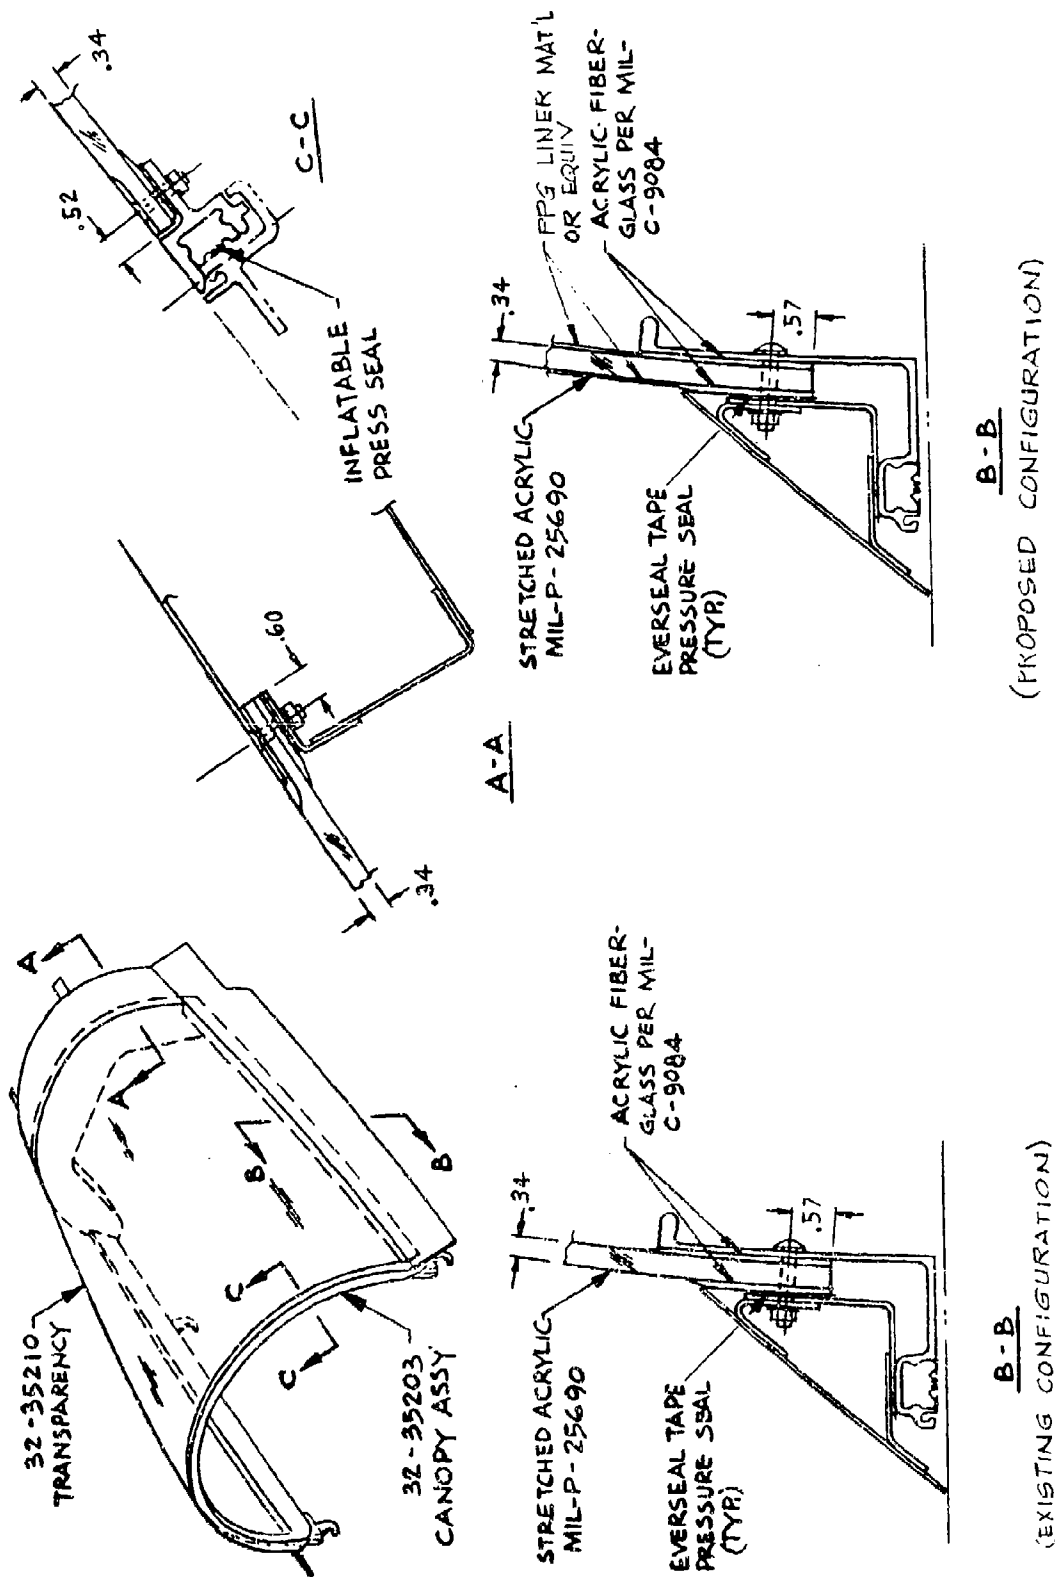 32-35210
TRANSPARENCY
32-35203
CANOPY ASSY
A
A
B
B
C
C
.34
.60
A-A
.52
.34
C-C
INFLATABLE
PRESS SEAL
STRETCHED ACRYLIC
MIL-P-25690
.34
ACRYLIC FIBER-
GLASS PER MIL-
C-9084
EVERSEAL TAPE
PRESSURE SEAL
(TYP.)
.57
B-B
(EXISTING CONFIGURATION)
STRETCHED ACRYLIC
MIL-P-25690
.34
PPG LINER MAT'L
OR EQUIV
ACRYLIC-FIBER-
GLASS PER MIL-
C-9084
EVERSEAL TAPE
PRESSURE SEAL
(TYP.)
.57
B-B
(PROPOSED CONFIGURATION)